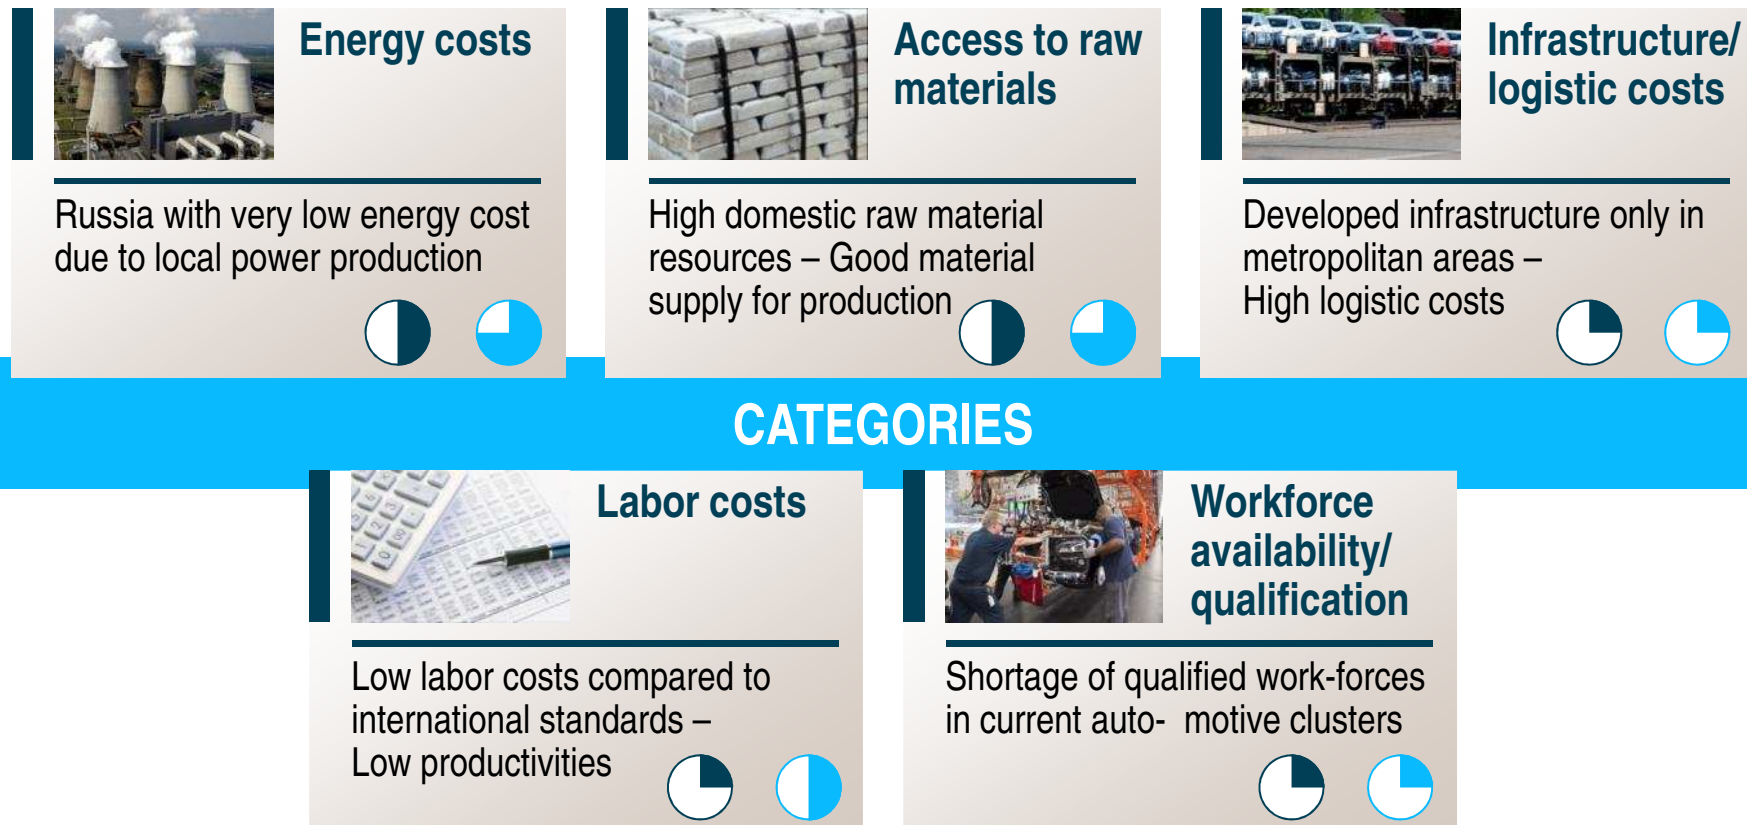 Energy costs
Russia with very low energy cost
due to local power production
Access to raw
materials
High domestic raw material
resources – Good material
supply for production
Infrastructure/
logistic costs
Developed infrastructure only in
metropolitan areas –
High logistic costs
CATEGORIES
Labor costs
Low labor costs compared to
international standards –
Low productivities
Workforce
availability/
qualification
Shortage of qualified work-forces
in current auto-  motive clusters